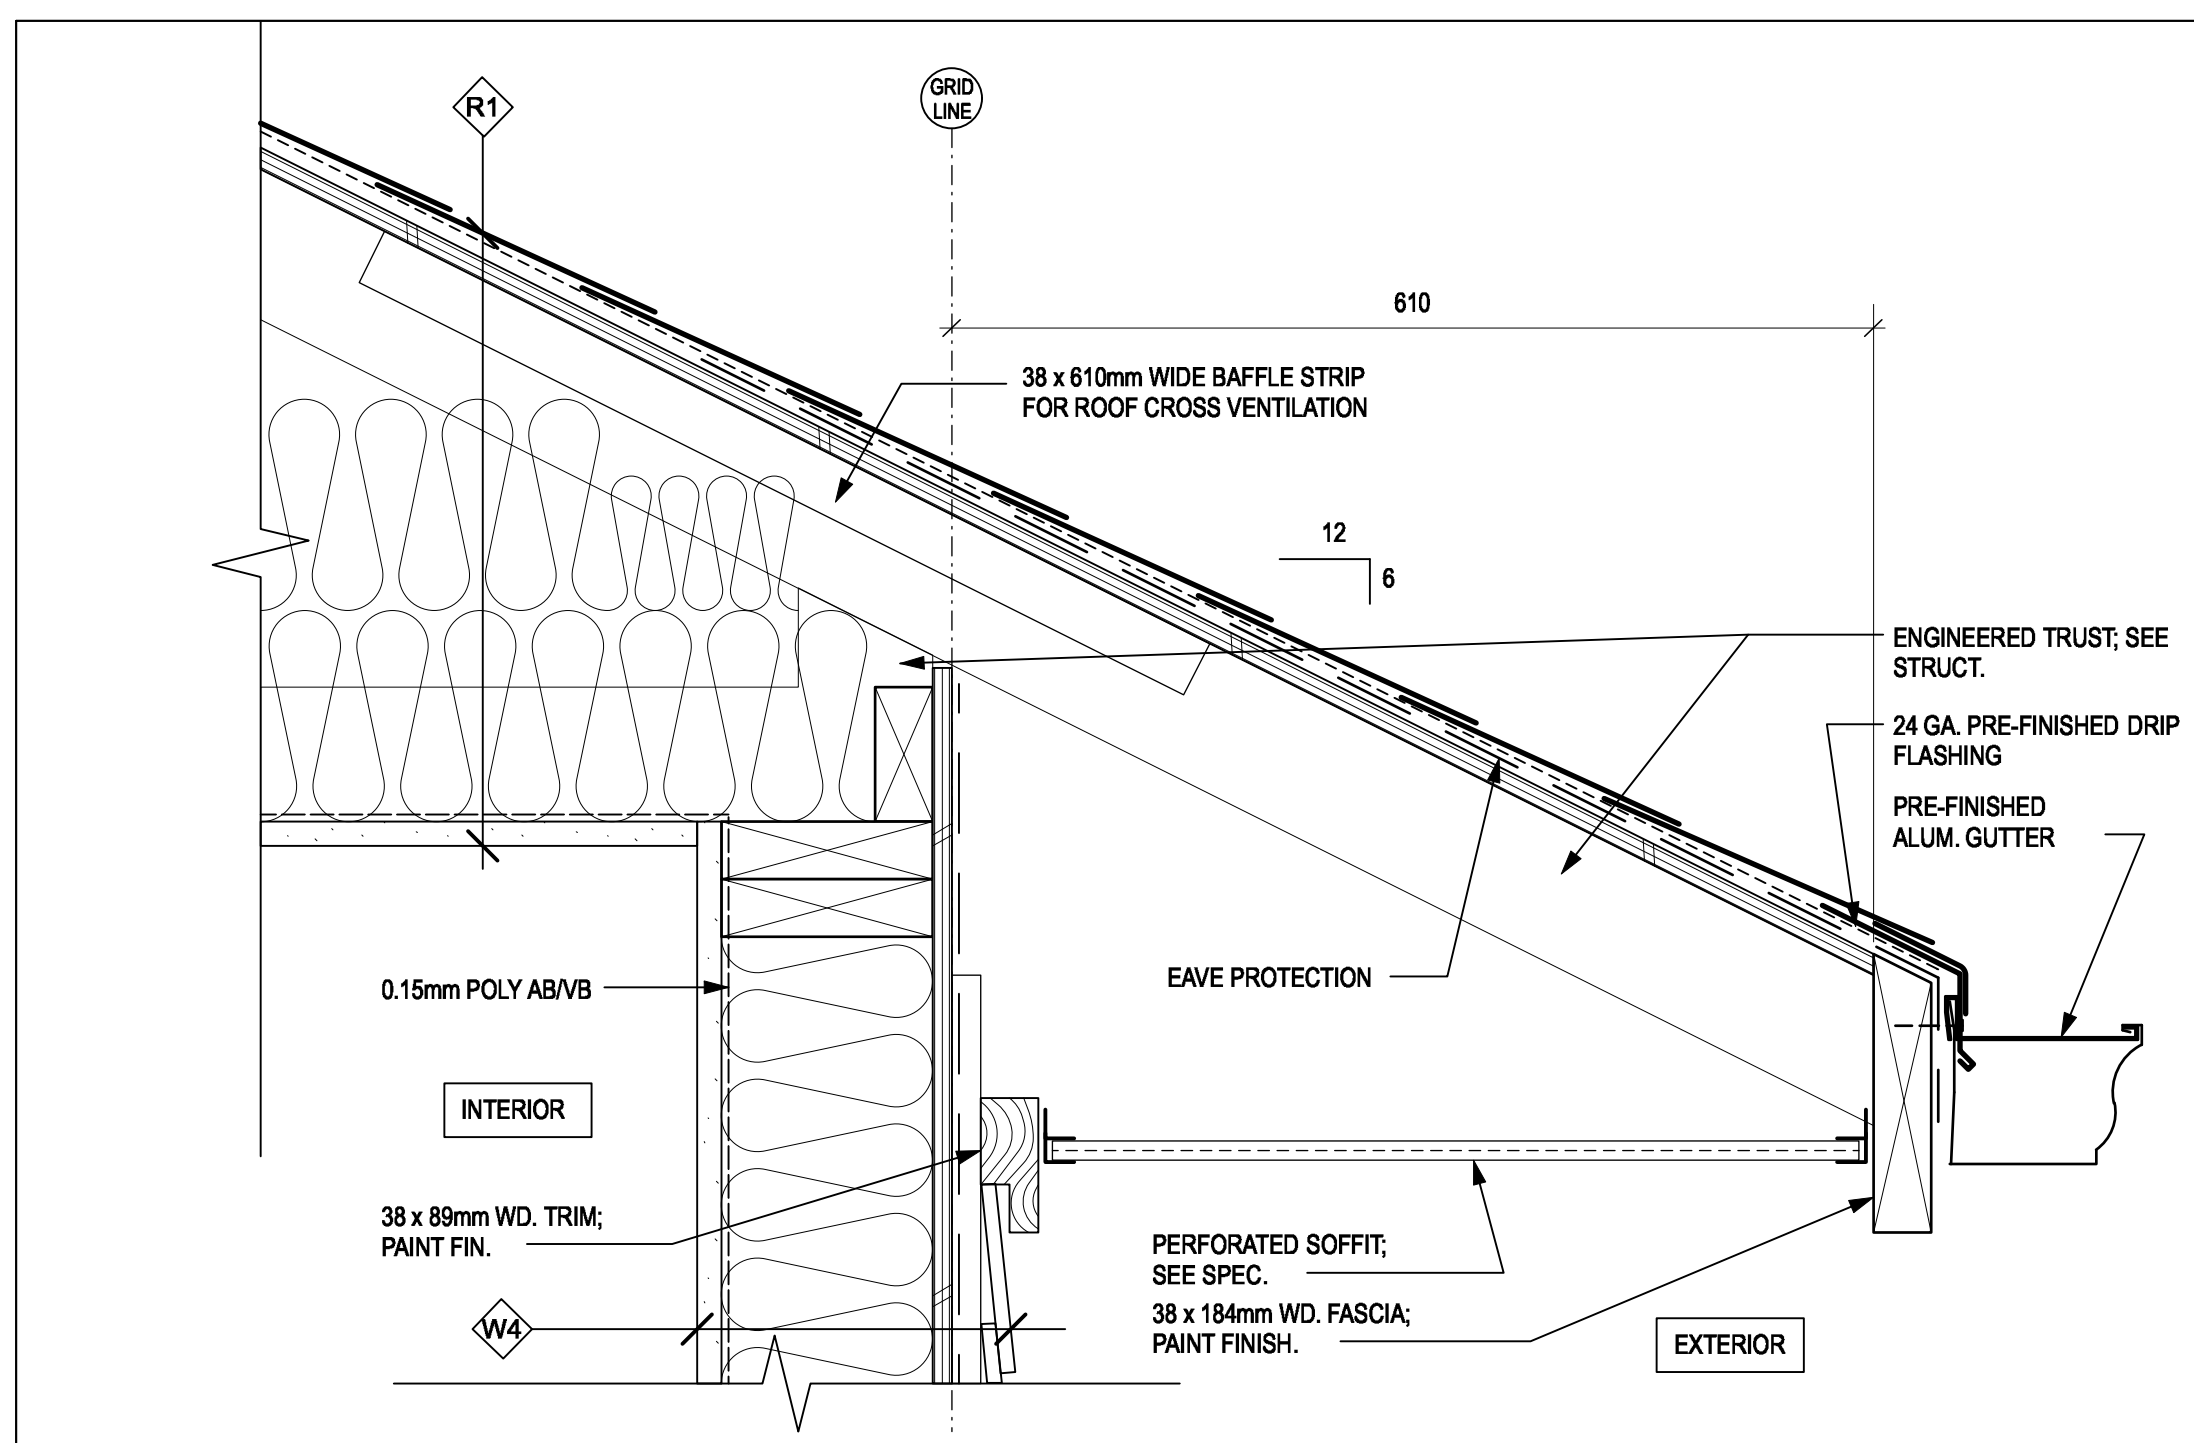 R1
GRID
LINE
610
38 x 610mm WIDE BAFFLE STRIP
FOR ROOF CROSS VENTILATION
12
6
ENGINEERED TRUST; SEE
STRUCT.
24 GA. PRE-FINISHED DRIP
FLASHING
PRE-FINISHED
ALUM. GUTTER
EAVE PROTECTION
0.15mm POLY AB/VB
INTERIOR
38 x 89mm WD. TRIM;
PAINT FIN.
PERFORATED SOFFIT;
SEE SPEC.
38 x 184mm WD. FASCIA;
PAINT FINISH.
W4
EXTERIOR